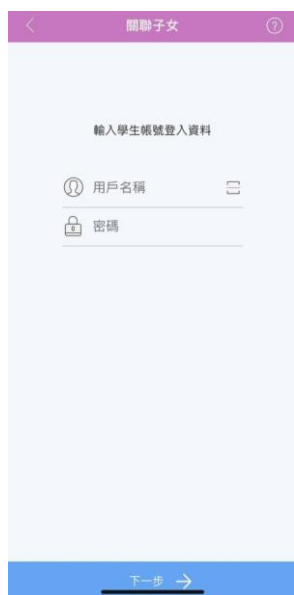 關聯子女
輸入學生帳號登入資料
用戶名稱
密碼
下一步